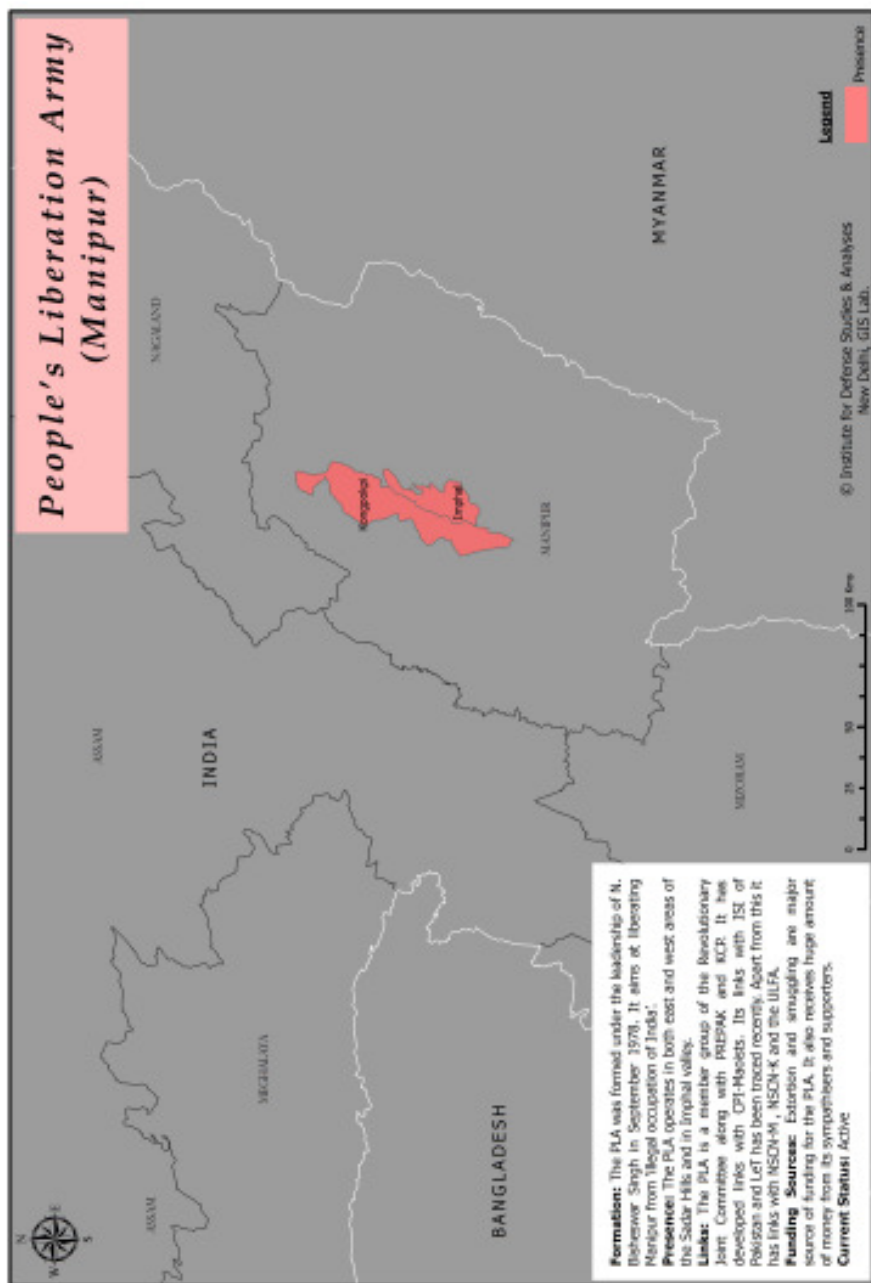 People's Liberation Army
(Manipur)
N
W
E
S
ASSAM
NAGALAND
INDIA
ASSAM
MEGHALAYA
Kongpokpi
Imphal
MANIPUR
MYANMAR
BANGLADESH
MIZORAM
Formation: The PLA was formed under the leadership of N.
Bisheswar Singh in September 1978. It aims at liberating
Manipur from 'illegal occupation of India'.
Presence: The PLA operates in both east and west areas of
the Sadar Hills and in Imphal valley.
Links: The PLA is a member group of the Revolutionary
Joint Committee along with PREPAK and KCP. It has
developed links with CPI-Maoists. Its links with ISI of
Pakistan and LeT has been traced recently. Apart from this it
has links with NSCN-M , NSCN-K and the ULFA.
Funding Sources: Extortion and smuggling are major
source of funding for the PLA. It also receives huge amount
of money from its sympathisers and supporters.
Current Status: Active
0 25 50 100 Kms
© Institute for Defense Studies & Analyses
New Delhi, GIS Lab.
Legend
Presence